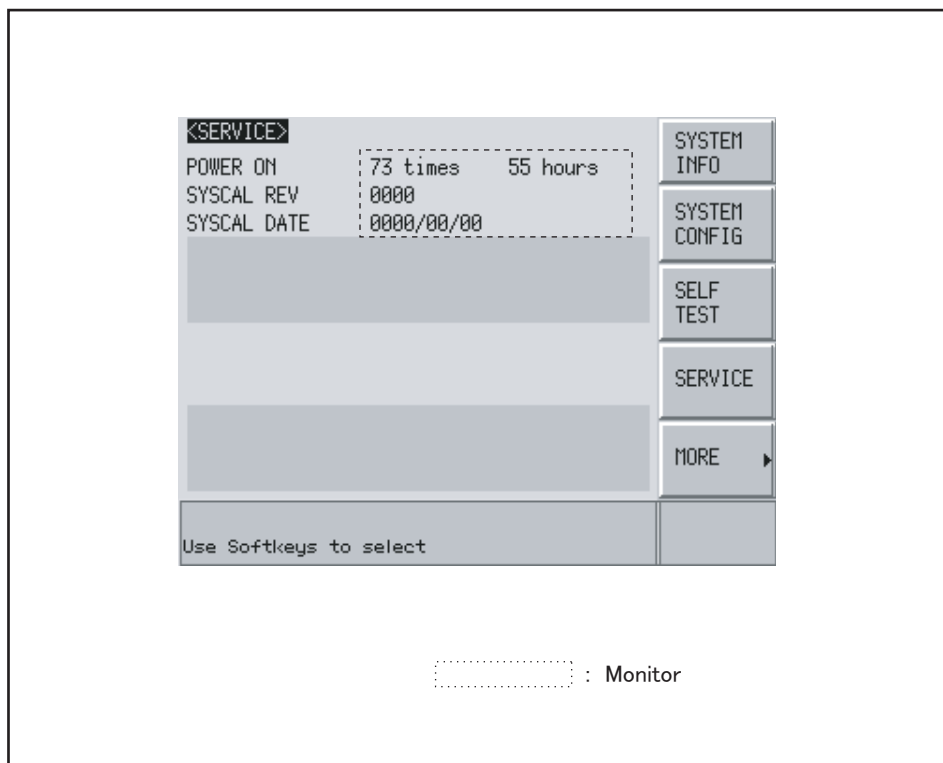 <SERVICE>
POWER ON 73 times 55 hours
SYSCAL REV 0000
SYSCAL DATE 0000/00/00
SYSTEM
INFO
SYSTEM
CONFIG
SELF
TEST
SERVICE
MORE
Use Softkeys to select
: Monitor